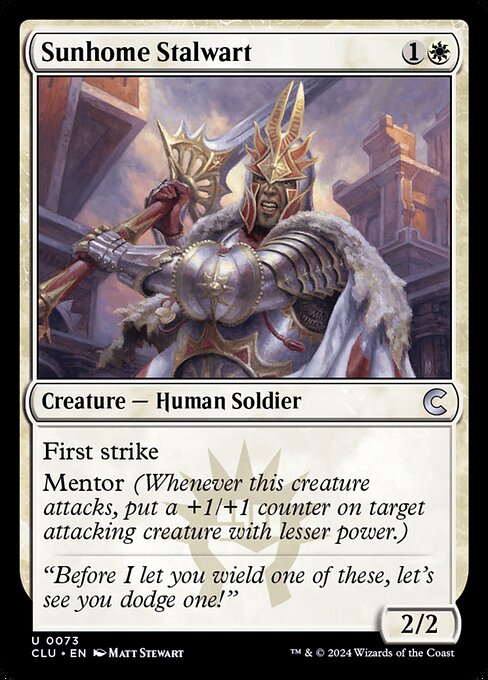 Sunhome Stalwart 1
Creature — Human Soldier
First strike
Mentor (Whenever this creature
attacks, put a +1/+1 counter on target
attacking creature with lesser power.)
“Before I let you wield one of these, let’s
see you dodge one!”
2/2
U 0073
CLU • EN Matt Stewart
™ & © 2024 Wizards of the Coast